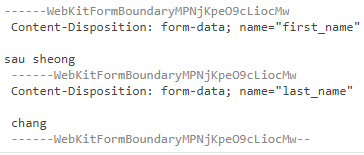 ------WebKitFormBoundaryMPNjKpeO9cLiocMw
Content-Disposition: form-data; name="first_name"
sau sheong
------WebKitFormBoundaryMPNjKpeO9cLiocMw
Content-Disposition: form-data; name="last_name"
chang
------WebKitFormBoundaryMPNjKpeO9cLiocMw--